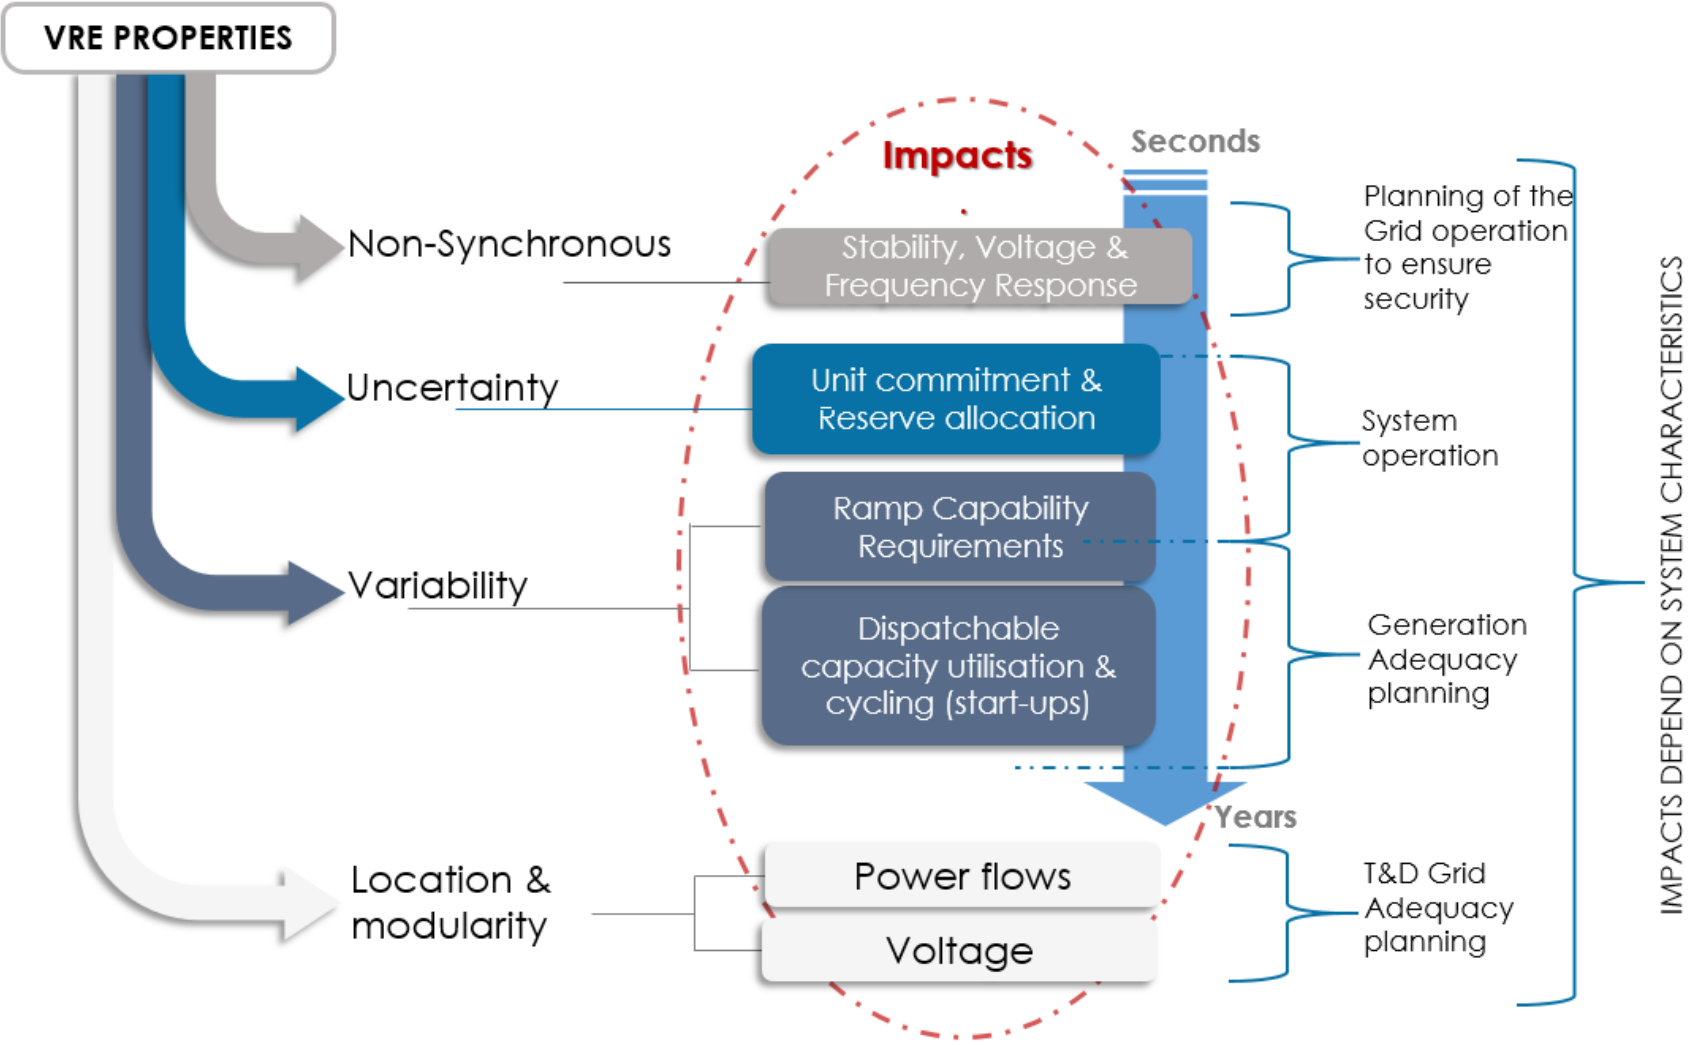 VRE PROPERTIES
Impacts
Seconds
Non-Synchronous
Stability, Voltage &
Frequency Response
Planning of the
Grid operation
to ensure
security
Uncertainty
Unit commitment &
Reserve allocation
System
operation
Variability
Ramp Capability
Requirements
Dispatchable
capacity utilisation &
cycling (start-ups)
Generation
Adequacy
planning
Years
Location &
modularity
Power flows
Voltage
T&D Grid
Adequacy
planning
IMPACTS DEPEND ON SYSTEM CHARACTERISTICS